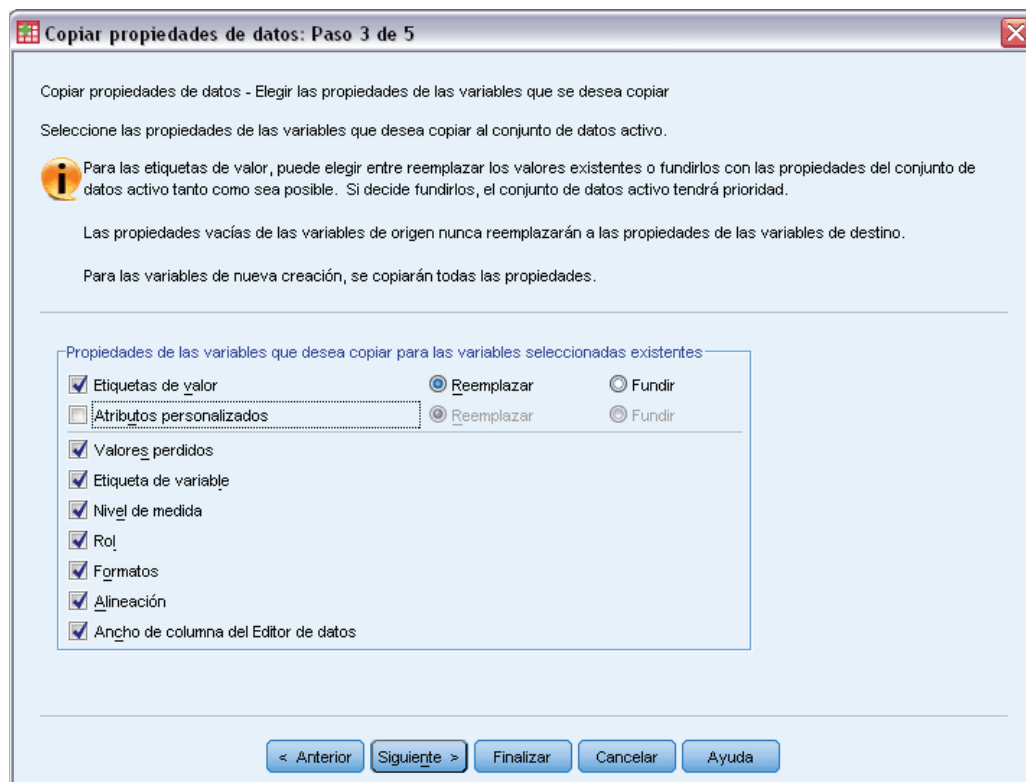 Copiar propiedades de datos: Paso 3 de 5
Copiar propiedades de datos - Elegir las propiedades de las variables que se desea copiar
Seleccione las propiedades de las variables que desea copiar al conjunto de datos activo.
Para las etiquetas de valor, puede elegir entre reemplazar los valores existentes o fundirlos con las propiedades del conjunto de
datos activo tanto como sea posible. Si decide fundirlos, el conjunto de datos activo tendrá prioridad.
Las propiedades vacías de las variables de origen nunca reemplazarán a las propiedades de las variables de destino.
Para las variables de nueva creación, se copiarán todas las propiedades.
Propiedades de las variables que desea copiar para las variables seleccionadas existentes
Etiquetas de valor Reemplazar Fundir
Atributos personalizados Reemplazar Fundir
Valores perdidos
Etiqueta de variable
Nivel de medida
Rol
Formatos
Alineación
Ancho de columna del Editor de datos
< Anterior Siguiente > Finalizar Cancelar Ayuda